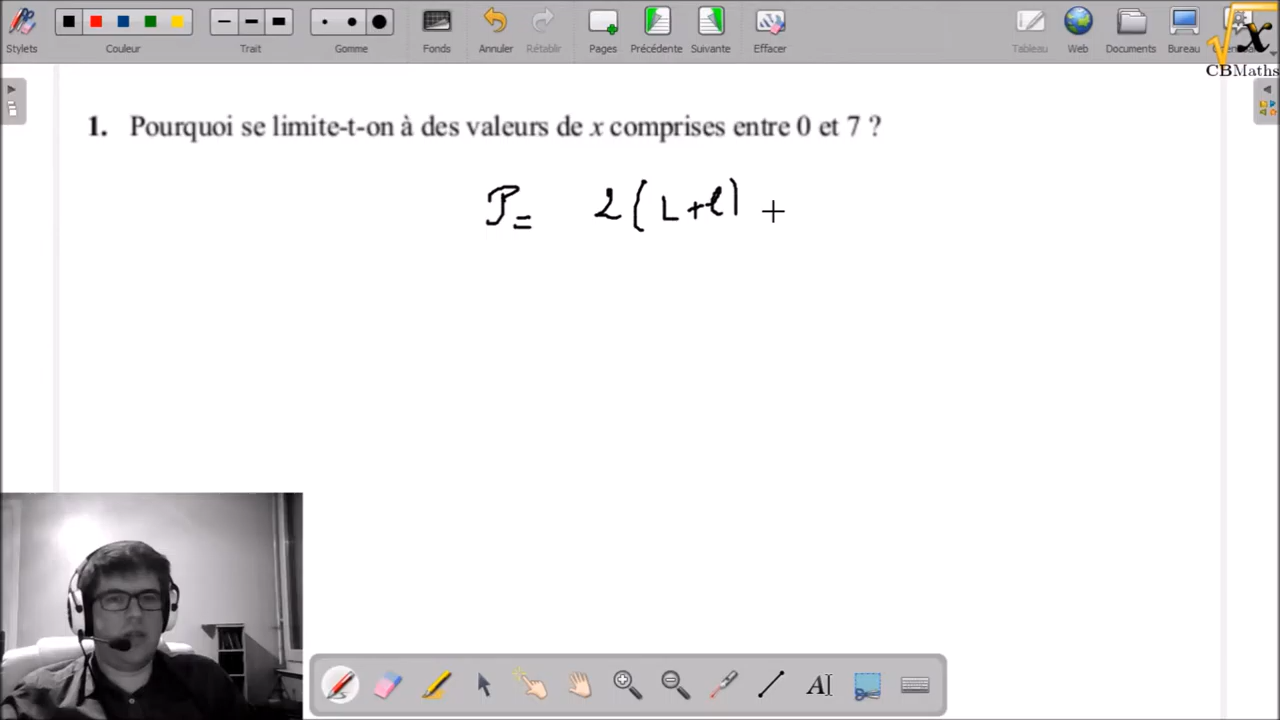 Stylets Couleur Trait Gomme Fonds Annuler Rétablir Pages Précédente Suivante Effacer Tableau Web Documents Bureau
x
CBMaths
1. Pourquoi se limite-t-on à des valeurs de x comprises entre 0 et 7 ?
P = 2(L+l)
AI